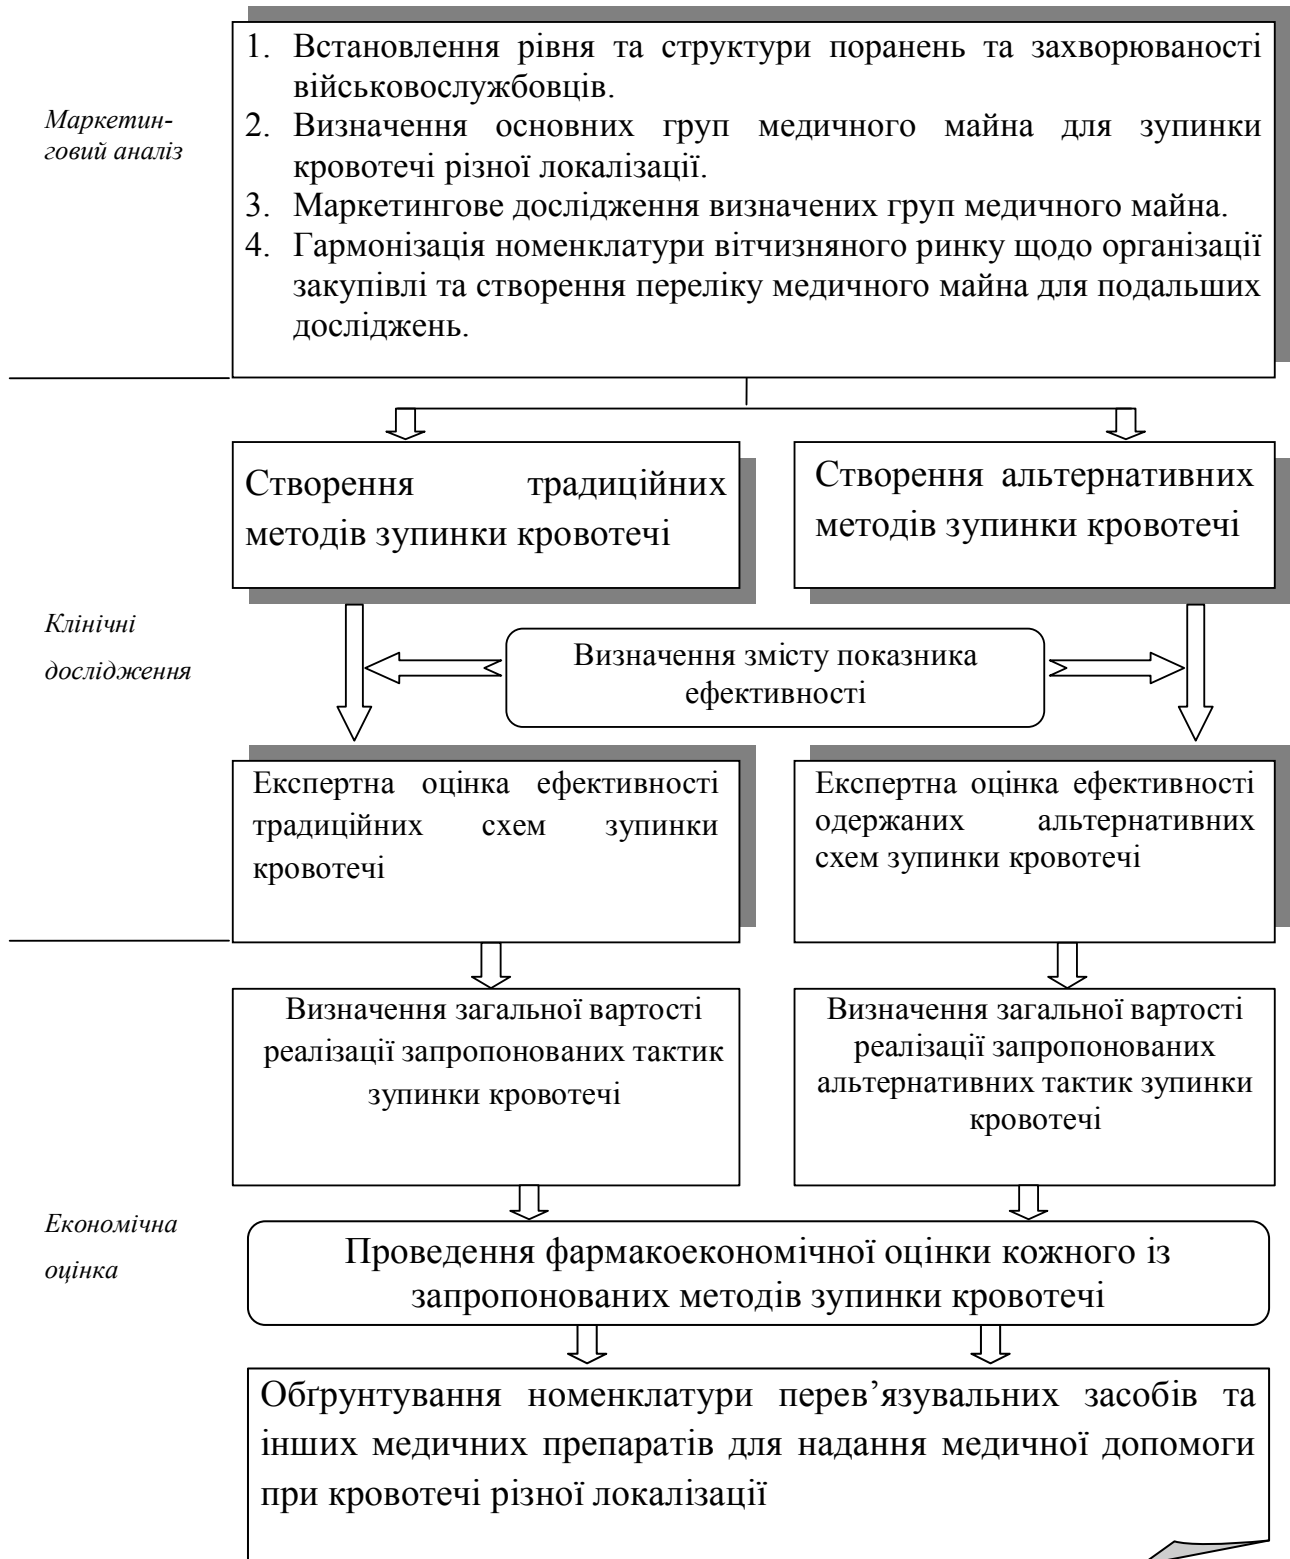 Маркетин-
говий аналіз
1. Встановлення рівня та структури поранень та захворюваності
військовослужбовців.
2. Визначення основних груп медичного майна для зупинки
кровотечі різної локалізації.
3. Маркетингове дослідження визначених груп медичного майна.
4. Гармонізація номенклатури вітчизняного ринку щодо організації
закупівлі та створення переліку медичного майна для подальших
досліджень.
Створення традиційних
методів зупинки кровотечі
Створення альтернативних
методів зупинки кровотечі
Клінічні
дослідження
Визначення змісту показника
ефективності
Експертна оцінка ефективності
традиційних схем зупинки
кровотечі
Експертна оцінка ефективності
одержаних альтернативних
схем зупинки кровотечі
Визначення загальної вартості
реалізації запропонованих тактик
зупинки кровотечі
Визначення загальної вартості
реалізації запропонованих
альтернативних тактик зупинки
кровотечі
Економічна
оцінка
Проведення фармакоекономічної оцінки кожного із
запропонованих методів зупинки кровотечі
Обґрунтування номенклатури перев’язувальних засобів та
інших медичних препаратів для надання медичної допомоги
при кровотечі різної локалізації